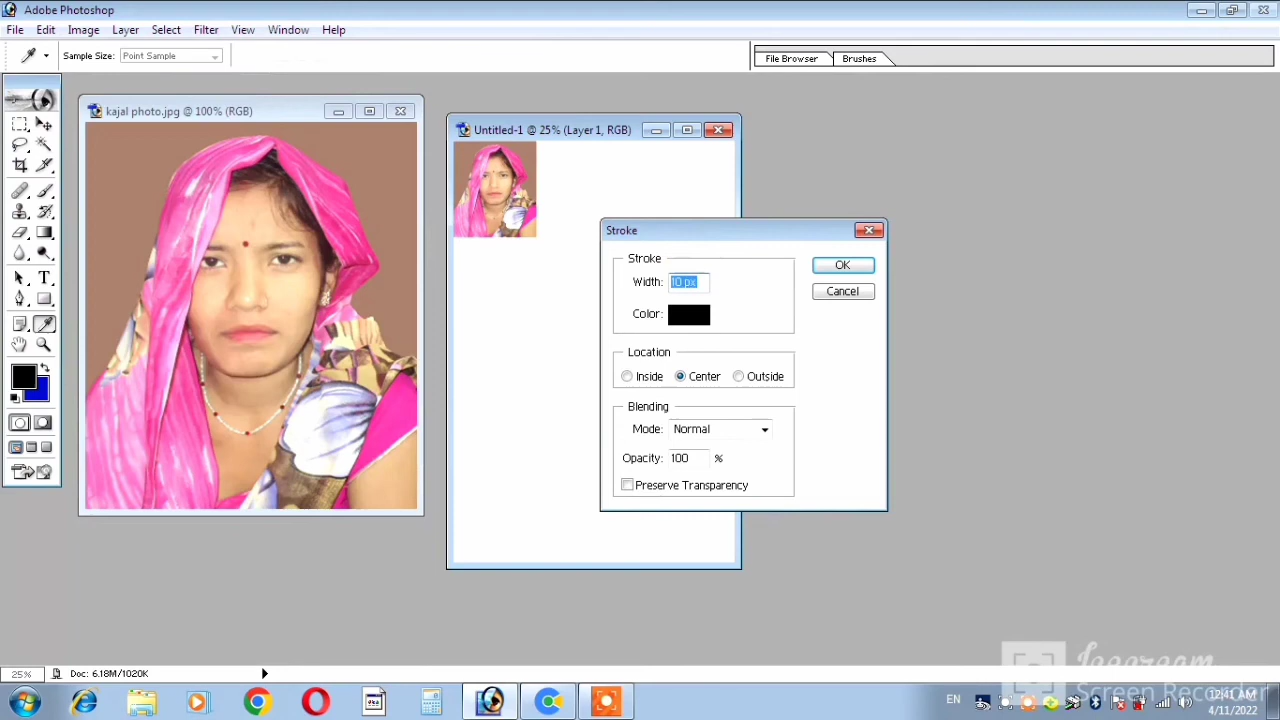 Adobe Photoshop
File Edit Image Layer Select Filter View Window Help
Sample Size: Point Sample
File Browser Brushes
kajal photo.jpg @ 100% (RGB)
Untitled-1 @ 25% (Layer 1, RGB)
Stroke
Stroke
Width: 10 px
Color:
OK
Cancel
Location
Inside Center Outside
Blending
Mode: Normal
Opacity: 100 %
Preserve Transparency
T
25% Doc: 6.18M/1020K
Icecream
Screen Recorder
EN
12:41 AM
4/11/2022